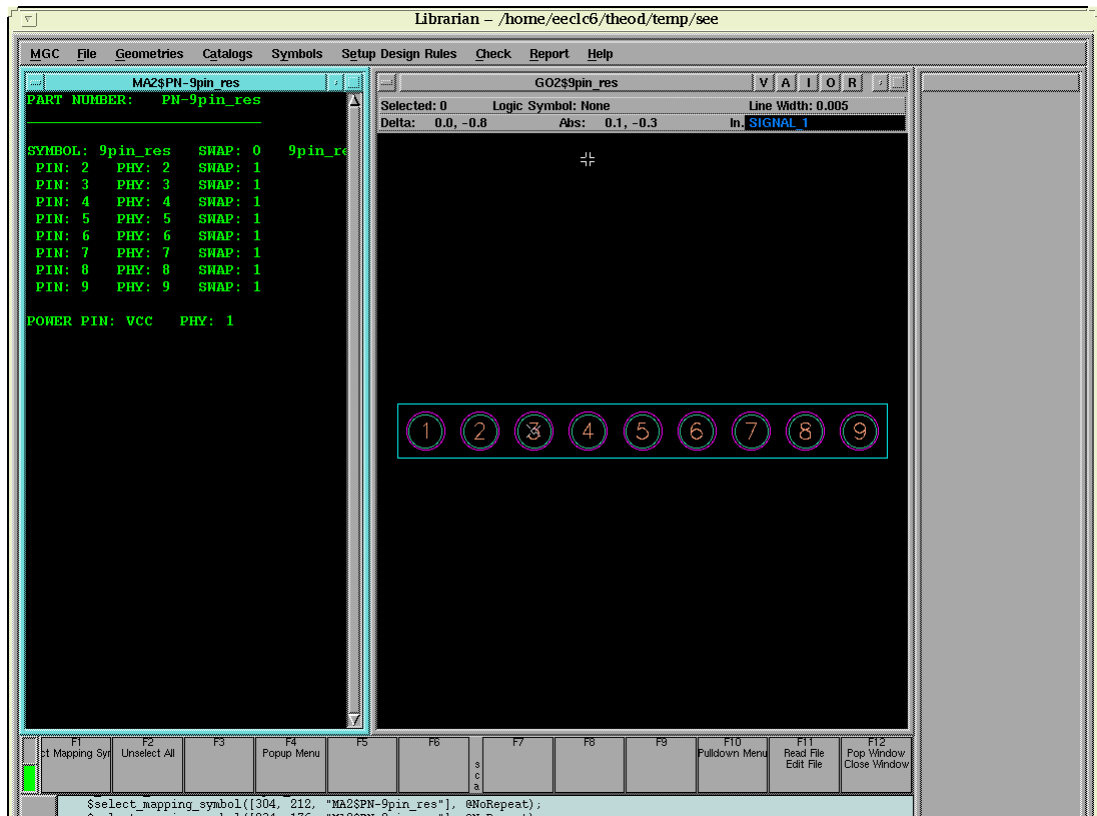 Librarian – /home/eeclc6/theod/temp/see
MGC File Geometries Catalogs Symbols Setup Design Rules Check Report Help
MA2$PN-9pin_res
PART NUMBER: PN-9pin_res
SYMBOL: 9pin_res SWAP: 0 9pin_re
PIN: 2 PHY: 2 SWAP: 1
PIN: 3 PHY: 3 SWAP: 1
PIN: 4 PHY: 4 SWAP: 1
PIN: 5 PHY: 5 SWAP: 1
PIN: 6 PHY: 6 SWAP: 1
PIN: 7 PHY: 7 SWAP: 1
PIN: 8 PHY: 8 SWAP: 1
PIN: 9 PHY: 9 SWAP: 1
POWER PIN: VCC PHY: 1
GO2$9pin_res V A I O R
Selected: 0 Logic Symbol: None Line Width: 0.005
Delta: 0.0, -0.8 Abs: 0.1, -0.3 In. SIGNAL_1
1 2 3 4 5 6 7 8 9
F1 F2 F3 F4 F5 F6 F7 F8 F9 F10 F11 F12
ct Mapping Syr Unselect All Popup Menu Pulldown Menu Read File Pop Window
Edit File Close Window
s
c
a
$select_mapping_symbol([304, 212, "MA2$PN-9pin_res"], @NoRepeat);